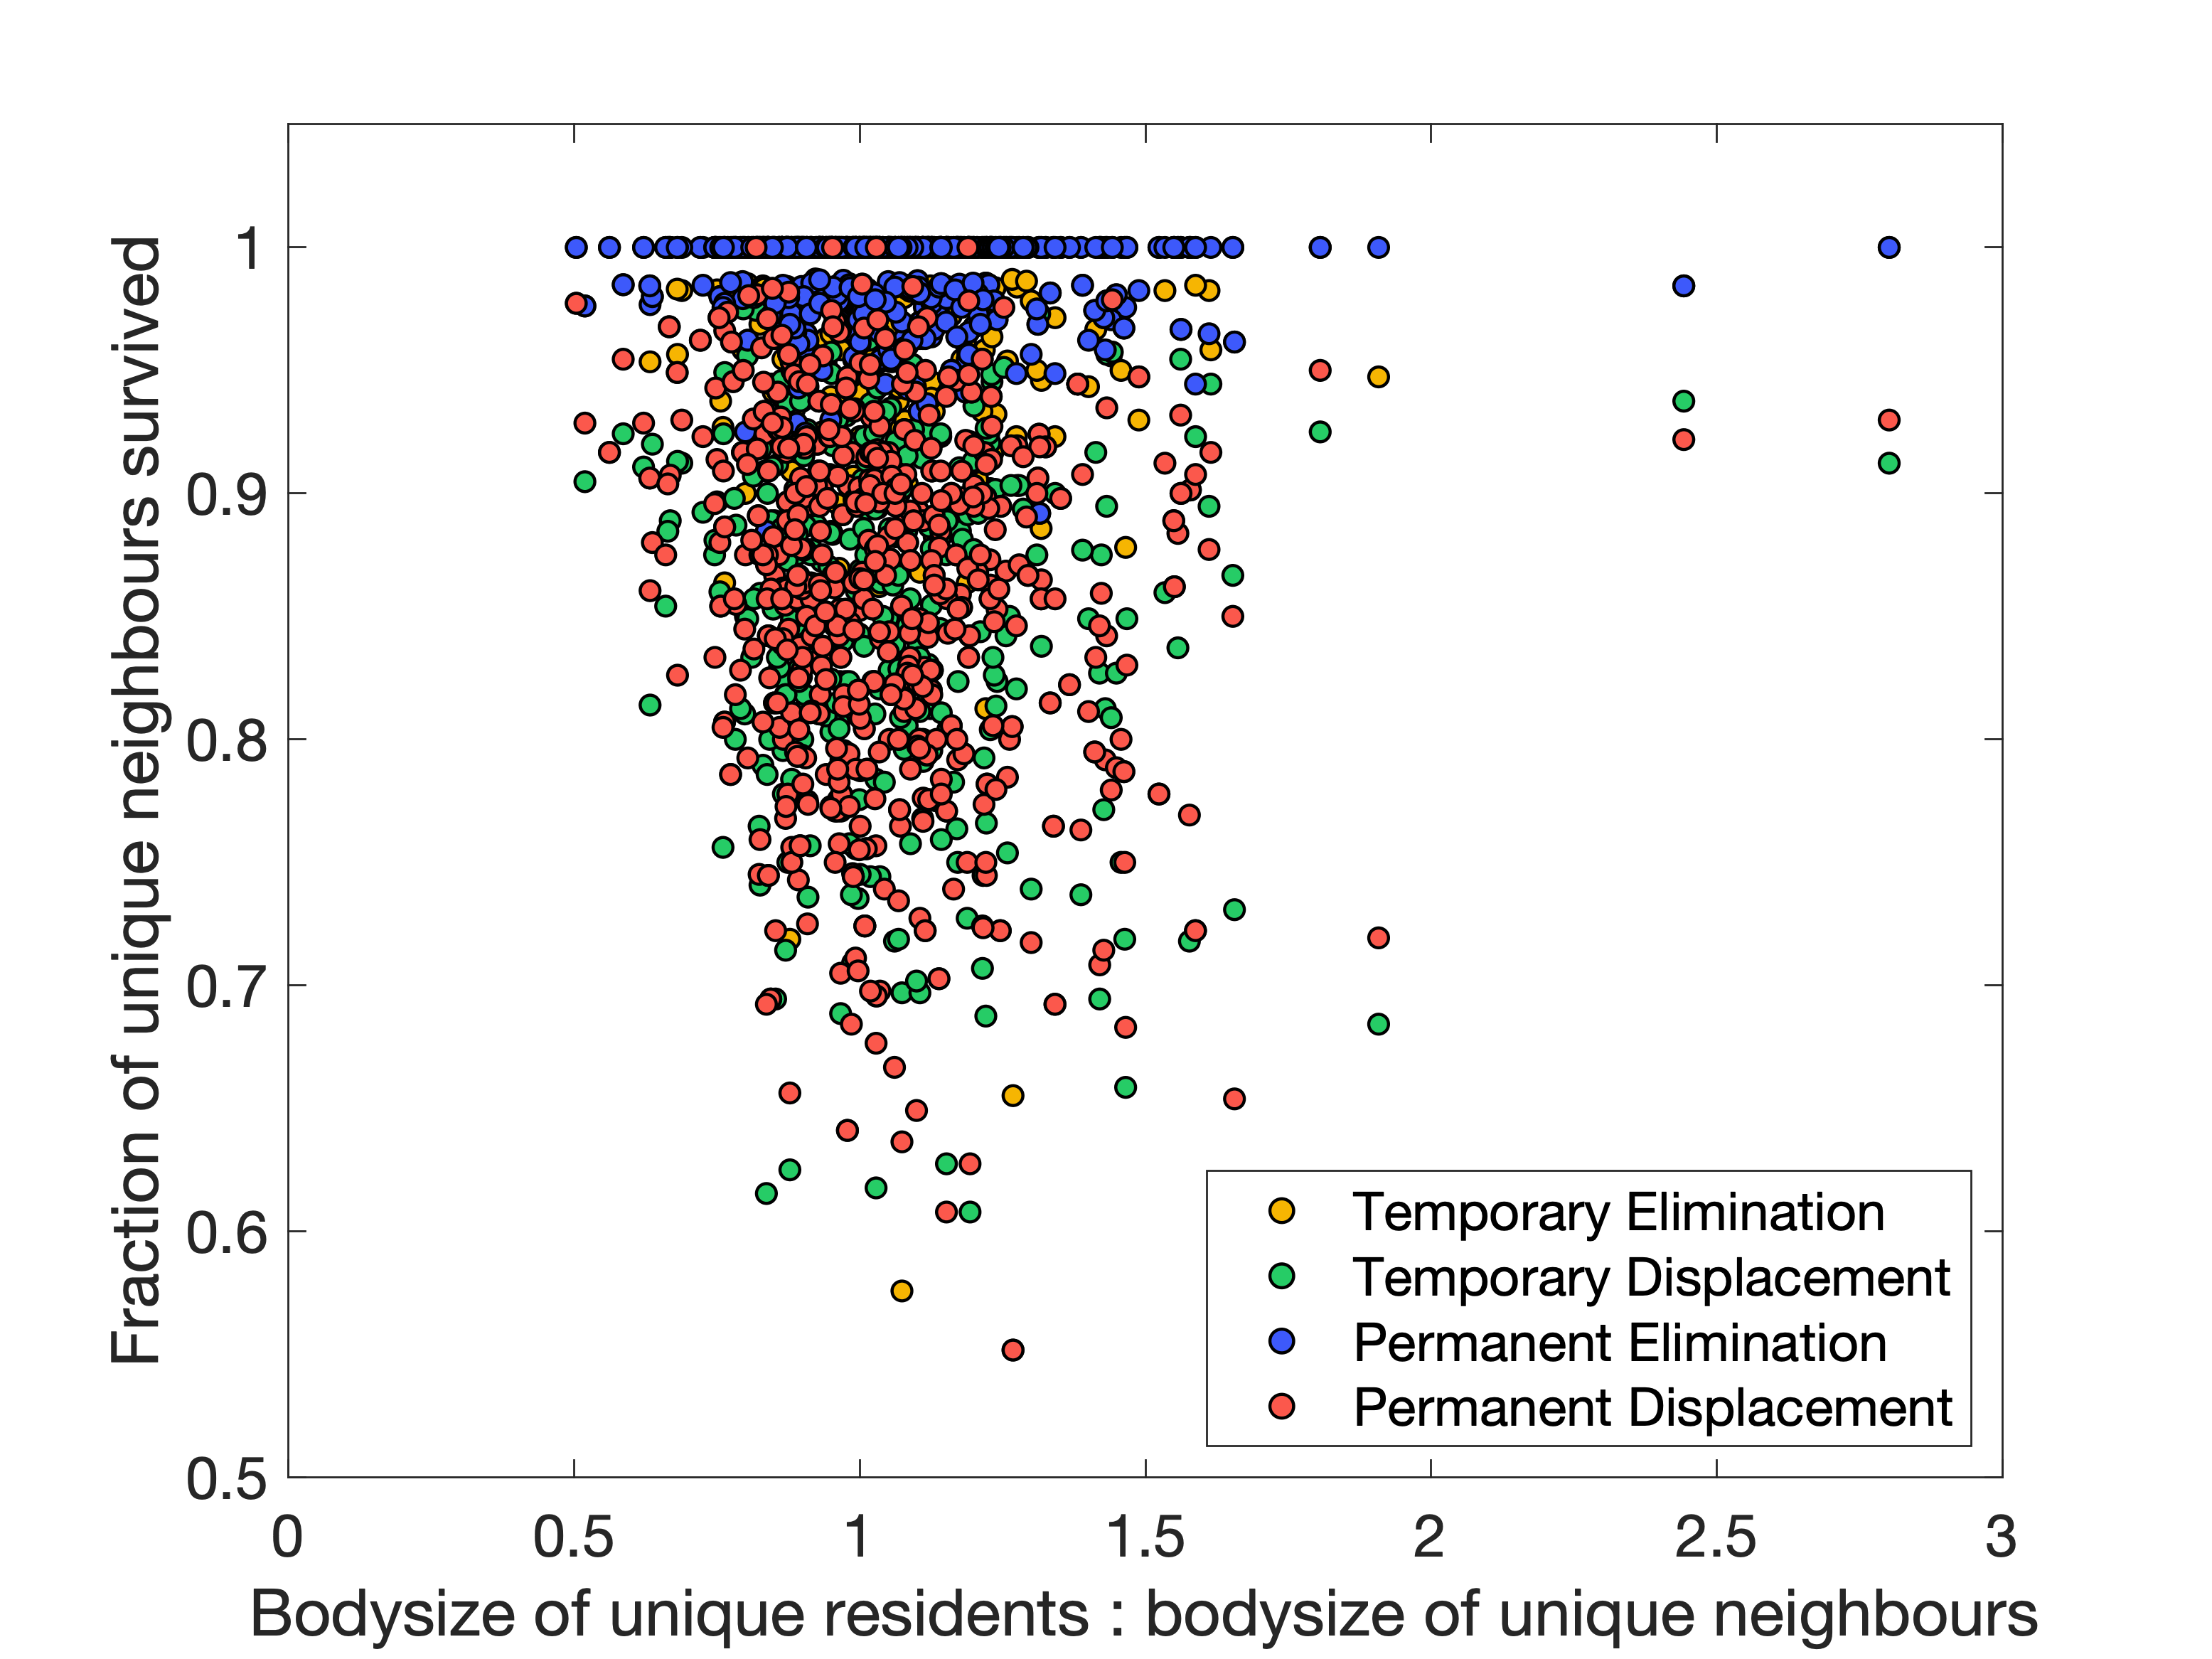 Fraction of unique neighbours survived
1
0.9
0.8
0.7
0.6
0.5
0
0.5
1
1.5
2
2.5
3
Bodysize of unique residents : bodysize of unique neighbours
Temporary Elimination
Temporary Displacement
Permanent Elimination
Permanent Displacement